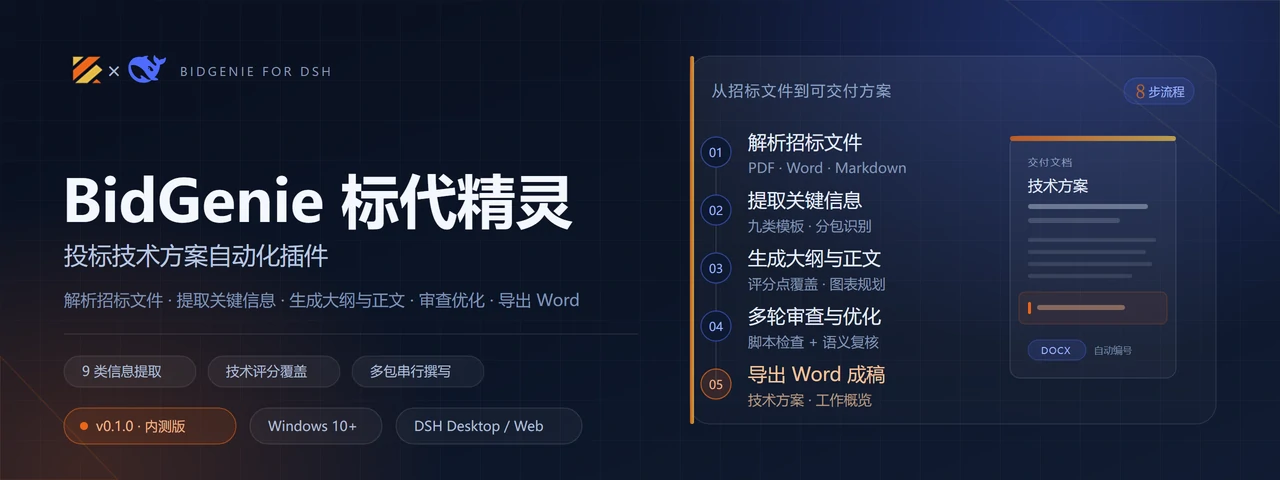 × BIDGENIE FOR DSH
BidGenie 标代精灵
投标技术方案自动化插件
解析招标文件 · 提取关键信息 · 生成大纲与正文 · 审查优化 · 导出 Word
9 类信息提取
技术评分覆盖
多包串行撰写
v0.1.0 · 内测版
Windows 10+
DSH Desktop / Web
从招标文件到可交付方案
8 步流程
01
解析招标文件
PDF · Word · Markdown
02
提取关键信息
九类模板 · 分包识别
03
生成大纲与正文
评分点覆盖 · 图表规划
04
多轮审查与优化
脚本检查 + 语义复核
05
导出 Word 成稿
技术方案 · 工作概览
交付文档
技术方案
DOCX
自动编号